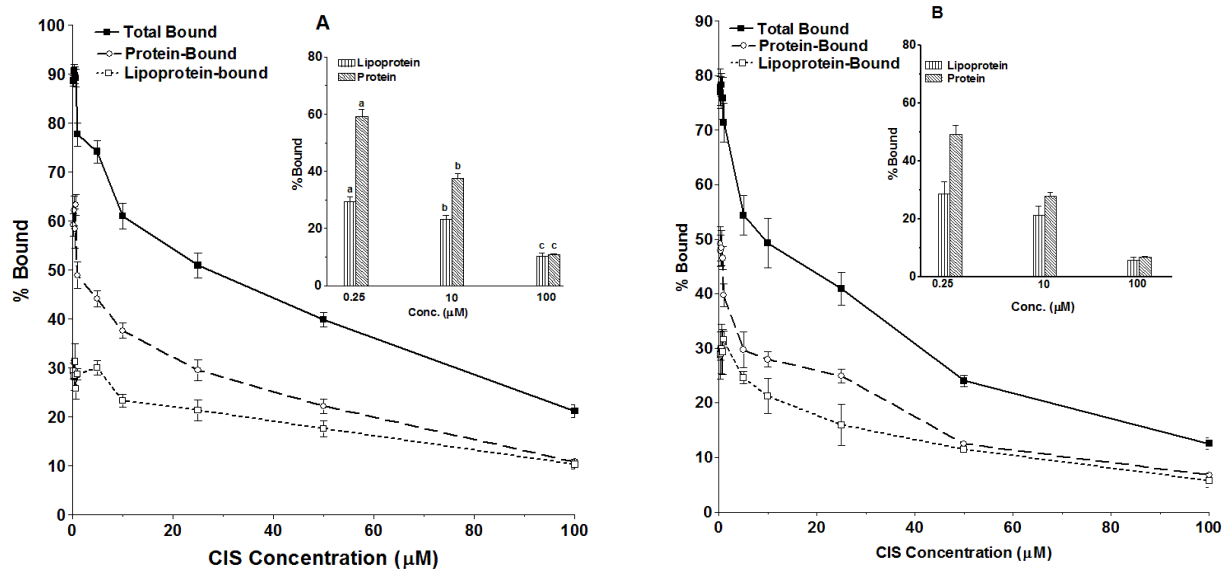 A
Total Bound
Protein-Bound
Lipoprotein-bound
100
90
80
70
60
50
40
30
20
10
0
% Bound
0 20 40 60 80 100
CIS Concentration (μM)
Lipoprotein
Protein
80
60
40
20
0
% Bound
a a
b b
c c
0.25 10 100
Conc. (μM)
B
Total Bound
Protein-Bound
Lipoprotein-Bound
90
80
70
60
50
40
30
20
10
0
% Bound
0 20 40 60 80 100
CIS Concentration (μM)
Lipoprotein
Protein
80
60
40
20
0
% Bound
0.25 10 100
Conc. (μM)